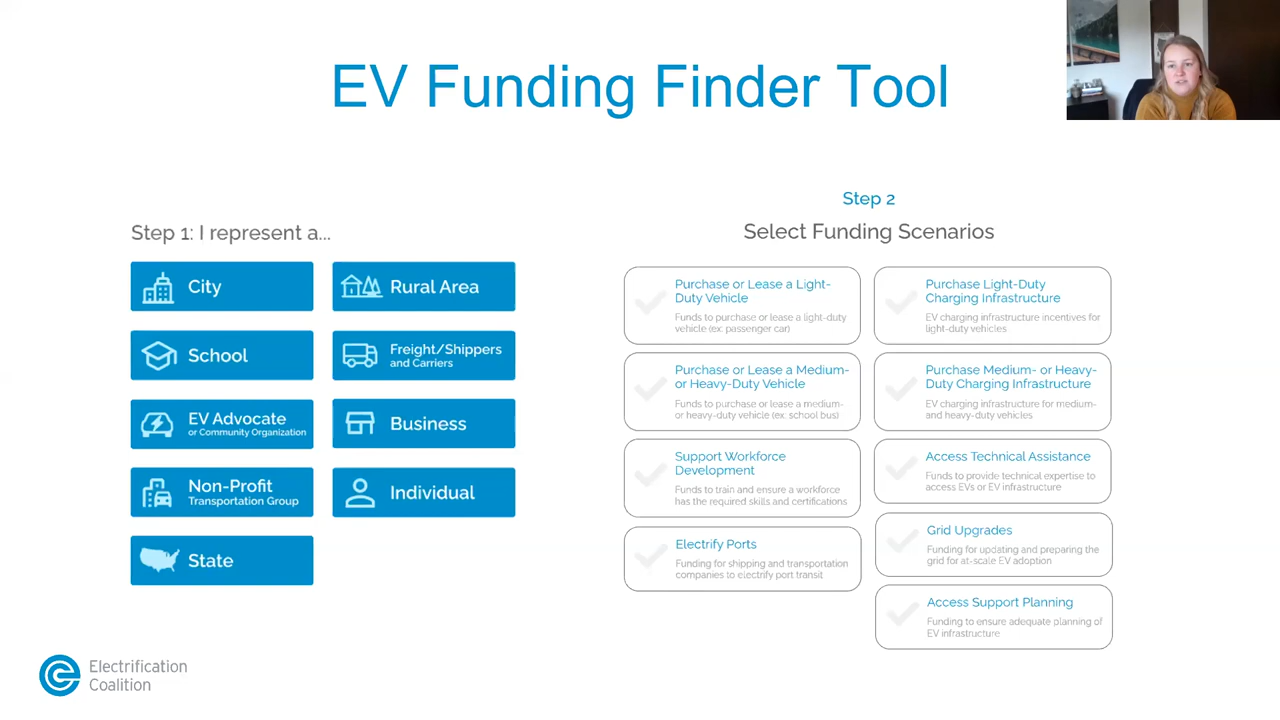 EV Funding Finder Tool
Step 1: I represent a...
City
Rural Area
School
Freight/Shippers
and Carriers
EV Advocate
or Community Organization
Business
Non-Profit
Transportation Group
Individual
State
Step 2
Select Funding Scenarios
Purchase or Lease a Light-
Duty Vehicle
Funds to purchase or lease a light-duty
vehicle (ex: passenger car)
Purchase Light-Duty
Charging Infrastructure
EV charging infrastructure incentives for
light-duty vehicles
Purchase or Lease a Medium-
or Heavy-Duty Vehicle
Funds to purchase or lease a medium-
or heavy-duty vehicle (ex: school bus)
Purchase Medium- or Heavy-
Duty Charging Infrastructure
EV charging infrastructure for medium-
and heavy-duty vehicles
Support Workforce
Development
Funds to train and ensure a workforce
has the required skills and certifications
Access Technical Assistance
Funds to provide technical expertise to
access EVs or EV infrastructure
Electrify Ports
Funding for shipping and transportation
companies to electrify port transit
Grid Upgrades
Funding for updating and preparing the
grid for at-scale EV adoption
Access Support Planning
Funding to ensure adequate planning of
EV infrastructure
Electrification
Coalition